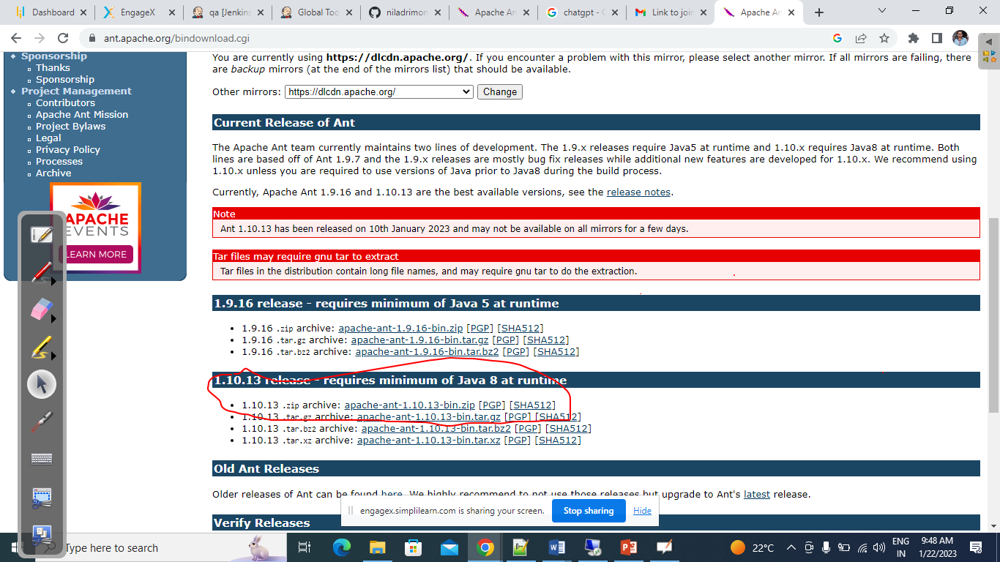 Dashboard
EngageX
qa [Jenkins
Global Too
niladrimon
Apache An
chatgpt - G
Link to join
Apache An
ant.apache.org/bindownload.cgi
Sponsorship
Thanks
Sponsorship
Project Management
Contributors
Apache Ant Mission
Project Bylaws
Legal
Privacy Policy
Processes
Archive
APACHE
EVENTS
LEARN MORE
You are currently using https://dlcdn.apache.org/. If you encounter a problem with this mirror, please select another mirror. If all mirrors are failing, there
are backup mirrors (at the end of the mirrors list) that should be available.
Other mirrors: https://dlcdn.apache.org/ Change
Current Release of Ant
The Apache Ant team currently maintains two lines of development. The 1.9.x releases require Java5 at runtime and 1.10.x requires Java8 at runtime. Both
lines are based off of Ant 1.9.7 and the 1.9.x releases are mostly bug fix releases while additional new features are developed for 1.10.x. We recommend using
1.10.x unless you are required to use versions of Java prior to Java8 during the build process.
Currently, Apache Ant 1.9.16 and 1.10.13 are the best available versions, see the release notes.
Note
Ant 1.10.13 has been released on 10th January 2023 and may not be available on all mirrors for a few days.
Tar files may require gnu tar to extract
Tar files in the distribution contain long file names, and may require gnu tar to do the extraction.
1.9.16 release - requires minimum of Java 5 at runtime
1.9.16 .zip archive: apache-ant-1.9.16-bin.zip [PGP] [SHA512]
1.9.16 .tar.gz archive: apache-ant-1.9.16-bin.tar.gz [PGP] [SHA512]
1.9.16 .tar.bz2 archive: apache-ant-1.9.16-bin.tar.bz2 [PGP] [SHA512]
1.10.13 release - requires minimum of Java 8 at runtime
1.10.13 .zip archive: apache-ant-1.10.13-bin.zip [PGP] [SHA512]
1.10.13 .tar.gz archive: apache-ant-1.10.13-bin.tar.gz [PGP] [SHA512]
1.10.13 .tar.bz2 archive: apache-ant-1.10.13-bin.tar.bz2 [PGP] [SHA512]
1.10.13 .tar.xz archive: apache-ant-1.10.13-bin.tar.xz [PGP] [SHA512]
Old Ant Releases
Older releases of Ant can be found here. We highly recommend to not use those releases but upgrade to Ant's latest release.
Verify Releases
engagex.simplilearn.com is sharing your screen. Stop sharing Hide
Type here to search
22°C
ENG
IN
9:48 AM
1/22/2023